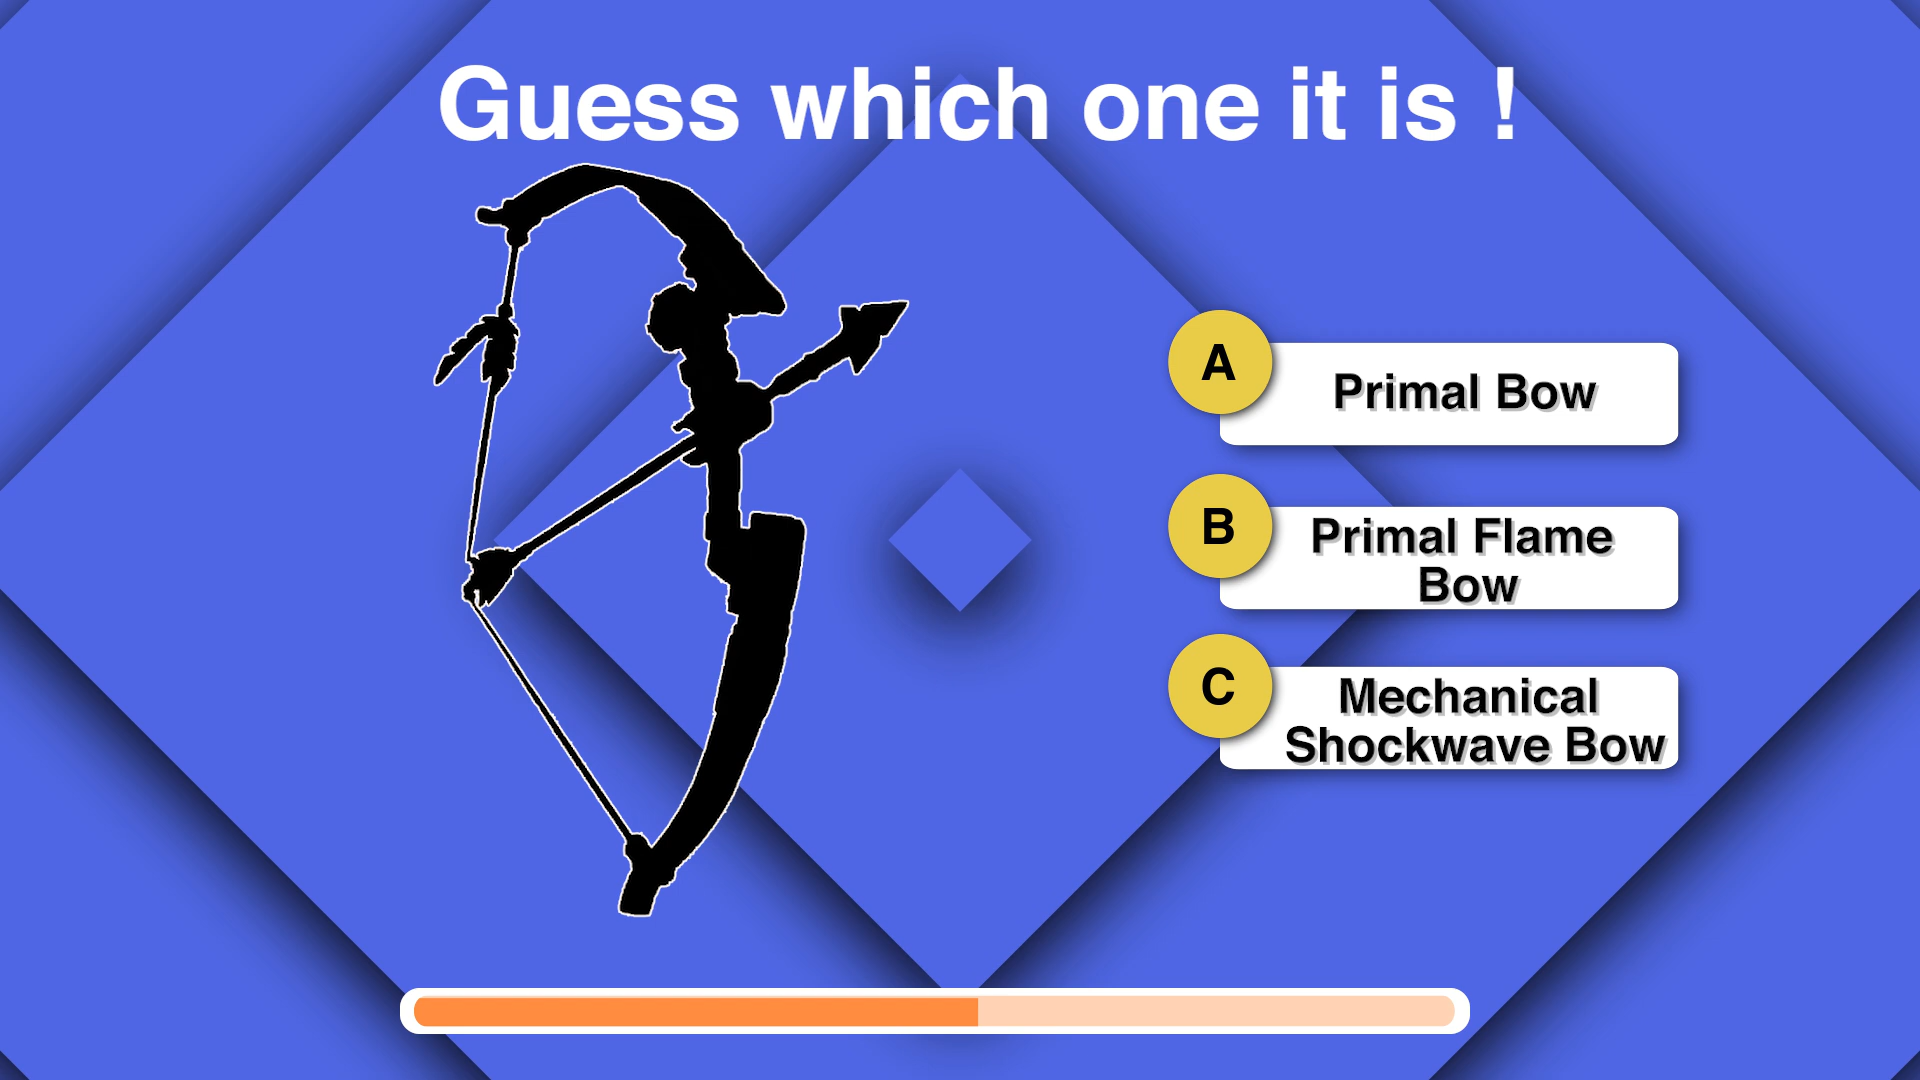 Guess which one it is !
A
Primal Bow
B
Primal Flame
Bow
C
Mechanical
Shockwave Bow